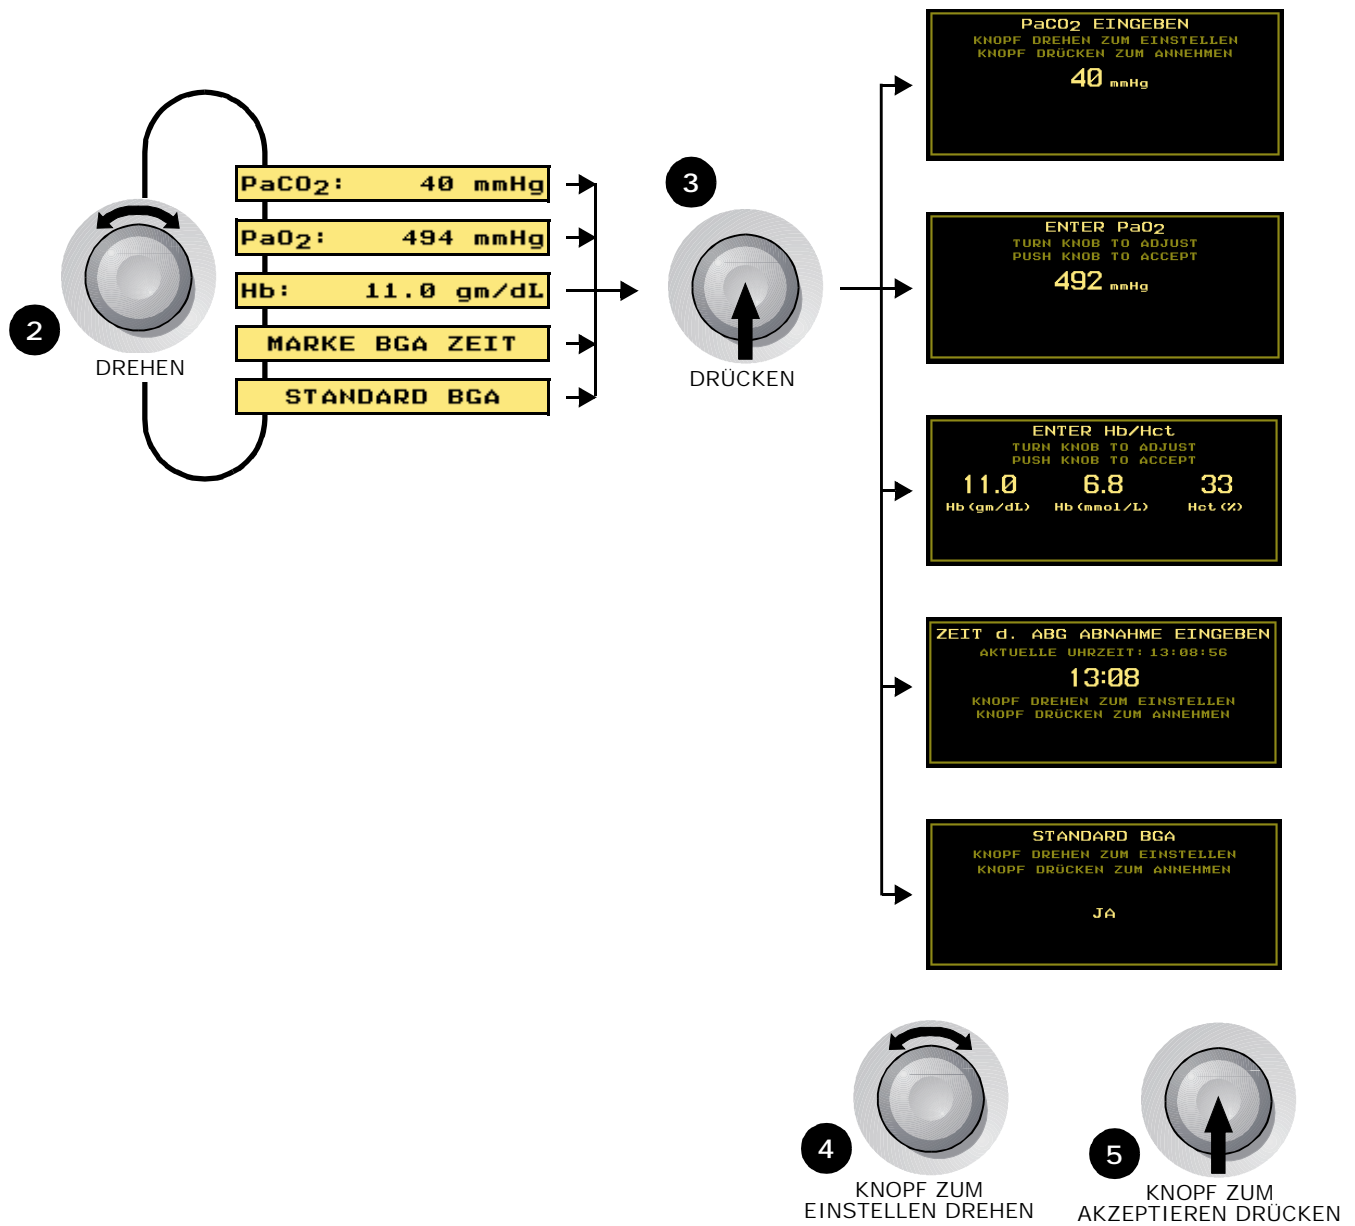 2
DREHEN
PaCO2: 40 mmHg
PaO2: 494 mmHg
Hb: 11.0 gm/dL
MARKE BGA ZEIT
STANDARD BGA
3
DRÜCKEN
PaCO2 EINGEBEN
KNOPF DREHEN ZUM EINSTELLEN
KNOPF DRÜCKEN ZUM ANNEHMEN
40 mmHg
ENTER PaO2
TURN KNOB TO ADJUST
PUSH KNOB TO ACCEPT
492 mmHg
ENTER Hb/Hct
TURN KNOB TO ADJUST
PUSH KNOB TO ACCEPT
11.0 6.8 33
Hb(gm/dL) Hb(mmol/L) Hct(%)
ZEIT d. ABG ABNAHME EINGEBEN
AKTUELLE UHRZEIT: 13:08:56
13:08
KNOPF DREHEN ZUM EINSTELLEN
KNOPF DRÜCKEN ZUM ANNEHMEN
STANDARD BGA
KNOPF DREHEN ZUM EINSTELLEN
KNOPF DRÜCKEN ZUM ANNEHMEN
JA
4
KNOPF ZUM
EINSTELLEN DREHEN
5
KNOPF ZUM
AKZEPTIEREN DRÜCKEN